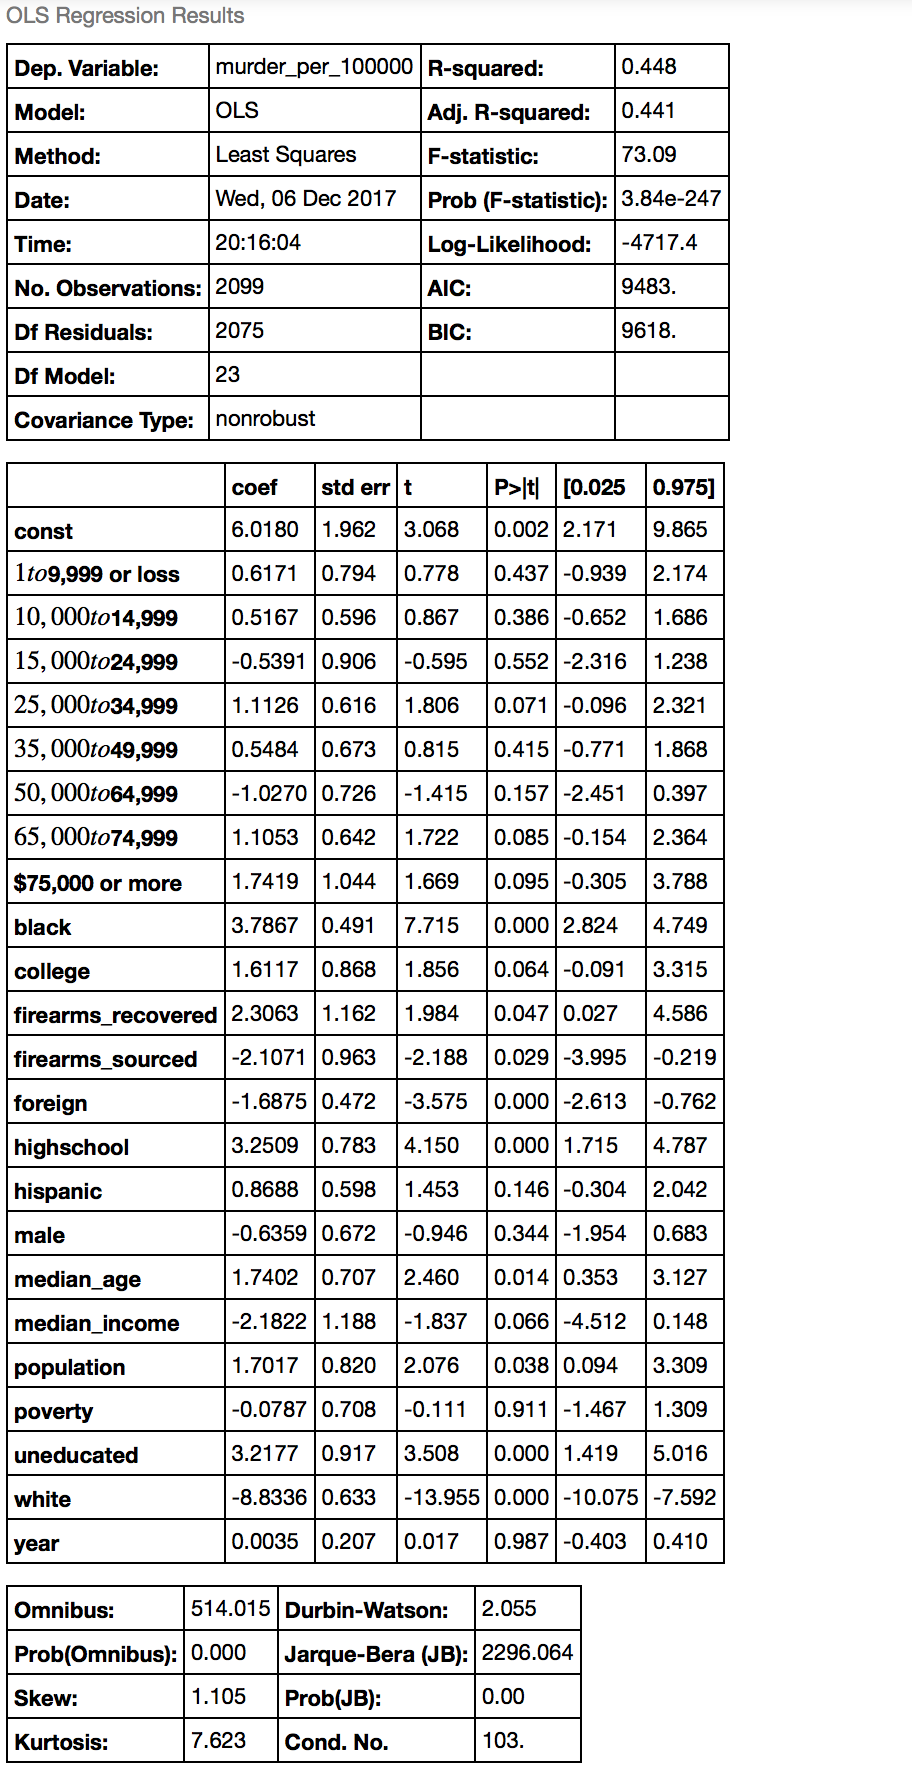 OLS Regression Results
Dep. Variable: murder_per_100000 R-squared: 0.448
Model: OLS Adj. R-squared: 0.441
Method: Least Squares F-statistic: 73.09
Date: Wed, 06 Dec 2017 Prob (F-statistic): 3.84e-247
Time: 20:16:04 Log-Likelihood: -4717.4
No. Observations: 2099 AIC: 9483.
Df Residuals: 2075 BIC: 9618.
Df Model: 23
Covariance Type: nonrobust
coef std err t P>|t| [0.025 0.975]
const 6.0180 1.962 3.068 0.002 2.171 9.865
1to9,999 or loss 0.6171 0.794 0.778 0.437 -0.939 2.174
10,000to14,999 0.5167 0.596 0.867 0.386 -0.652 1.686
15,000to24,999 -0.5391 0.906 -0.595 0.552 -2.316 1.238
25,000to34,999 1.1126 0.616 1.806 0.071 -0.096 2.321
35,000to49,999 0.5484 0.673 0.815 0.415 -0.771 1.868
50,000to64,999 -1.0270 0.726 -1.415 0.157 -2.451 0.397
65,000to74,999 1.1053 0.642 1.722 0.085 -0.154 2.364
$75,000 or more 1.7419 1.044 1.669 0.095 -0.305 3.788
black 3.7867 0.491 7.715 0.000 2.824 4.749
college 1.6117 0.868 1.856 0.064 -0.091 3.315
firearms_recovered 2.3063 1.162 1.984 0.047 0.027 4.586
firearms_sourced -2.1071 0.963 -2.188 0.029 -3.995 -0.219
foreign -1.6875 0.472 -3.575 0.000 -2.613 -0.762
highschool 3.2509 0.783 4.150 0.000 1.715 4.787
hispanic 0.8688 0.598 1.453 0.146 -0.304 2.042
male -0.6359 0.672 -0.946 0.344 -1.954 0.683
median_age 1.7402 0.707 2.460 0.014 0.353 3.127
median_income -2.1822 1.188 -1.837 0.066 -4.512 0.148
population 1.7017 0.820 2.076 0.038 0.094 3.309
poverty -0.0787 0.708 -0.111 0.911 -1.467 1.309
uneducated 3.2177 0.917 3.508 0.000 1.419 5.016
white -8.8336 0.633 -13.955 0.000 -10.075 -7.592
year 0.0035 0.207 0.017 0.987 -0.403 0.410
Omnibus: 514.015 Durbin-Watson: 2.055
Prob(Omnibus): 0.000 Jarque-Bera (JB): 2296.064
Skew: 1.105 Prob(JB): 0.00
Kurtosis: 7.623 Cond. No. 103.